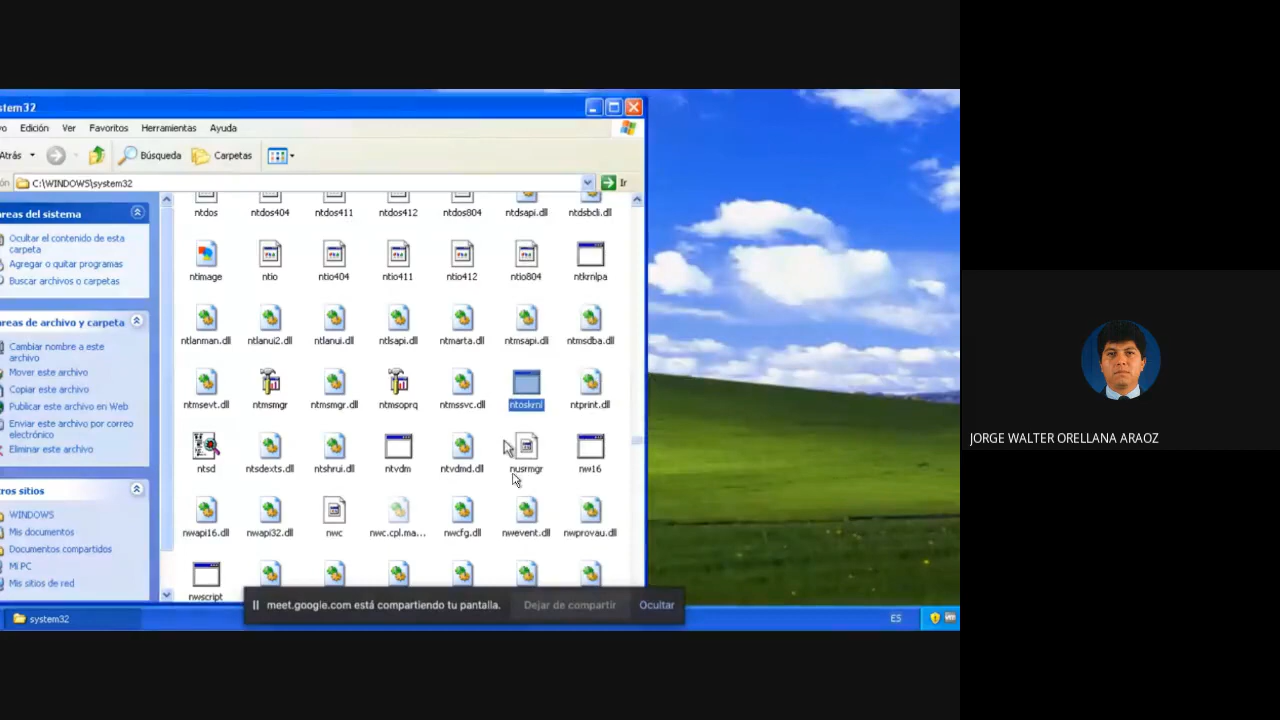 stem32
vo Edición Ver Favoritos Herramientas Ayuda
Atrás Búsqueda Carpetas
ón C:\WINDOWS\system32 Ir
areas del sistema
Ocultar el contenido de esta
carpeta
Agregar o quitar programas
Buscar archivos o carpetas
areas de archivo y carpeta
Cambiar nombre a este
archivo
Mover este archivo
Copiar este archivo
Publicar este archivo en Web
Enviar este archivo por correo
electrónico
Eliminar este archivo
ros sitios
WINDOWS
Mis documentos
Documentos compartidos
Mi PC
Mis sitios de red
ntdos ntdos404 ntdos411 ntdos412 ntdos804 ntdsapi.dll ntdsbcli.dll
ntimage ntio ntio404 ntio411 ntio412 ntio804 ntkrnlpa
ntlanman.dll ntlanui2.dll ntlanui.dll ntlsapi.dll ntmarta.dll ntmsapi.dll ntmsdba.dll
ntmsevt.dll ntmsmgr ntmsmgr.dll ntmsoprq ntmssvc.dll ntoskrnl ntprint.dll
ntsd ntsdexts.dll ntshrui.dll ntvdm ntvdmd.dll nusrmgr nw16
nwapi16.dll nwapi32.dll nwc nwc.cpl.ma... nwcfg.dll nwevent.dll nwprovau.dll
nwscript
meet.google.com está compartiendo tu pantalla. Dejar de compartir Ocultar
system32 ES
JORGE WALTER ORELLANA ARAOZ